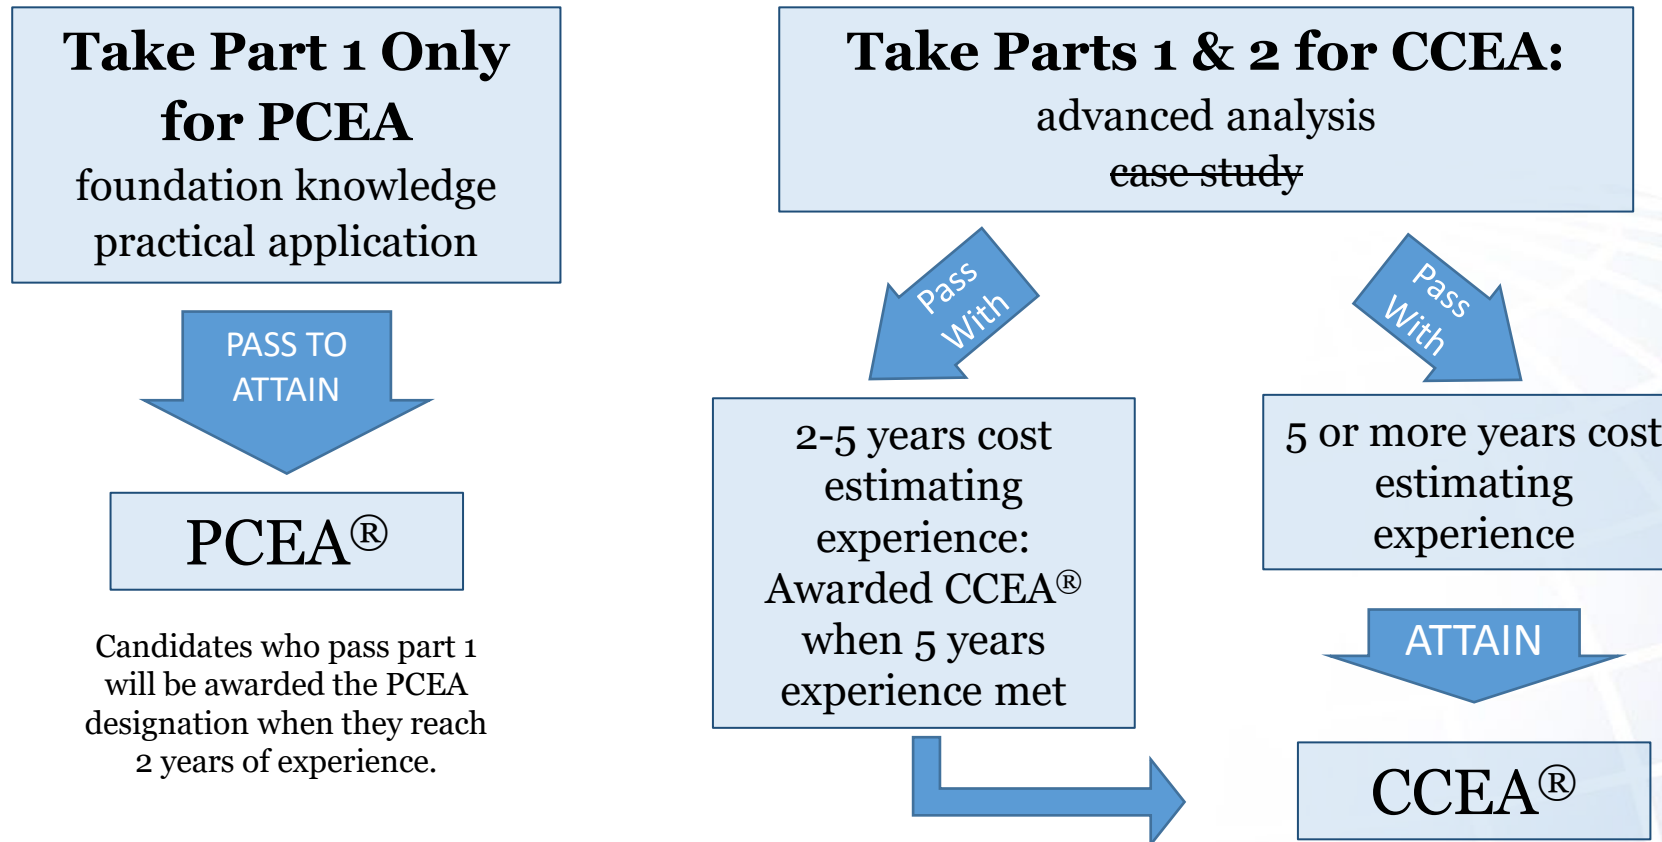 Take Part 1 Only
for PCEA
foundation knowledge
practical application
PASS TO
ATTAIN
PCEA®
Candidates who pass part 1
will be awarded the PCEA
designation when they reach
2 years of experience.
Take Parts 1 & 2 for CCEA:
advanced analysis
case study
Pass
With
2-5 years cost
estimating
experience:
Awarded CCEA®
when 5 years
experience met
Pass
With
5 or more years cost
estimating
experience
ATTAIN
CCEA®